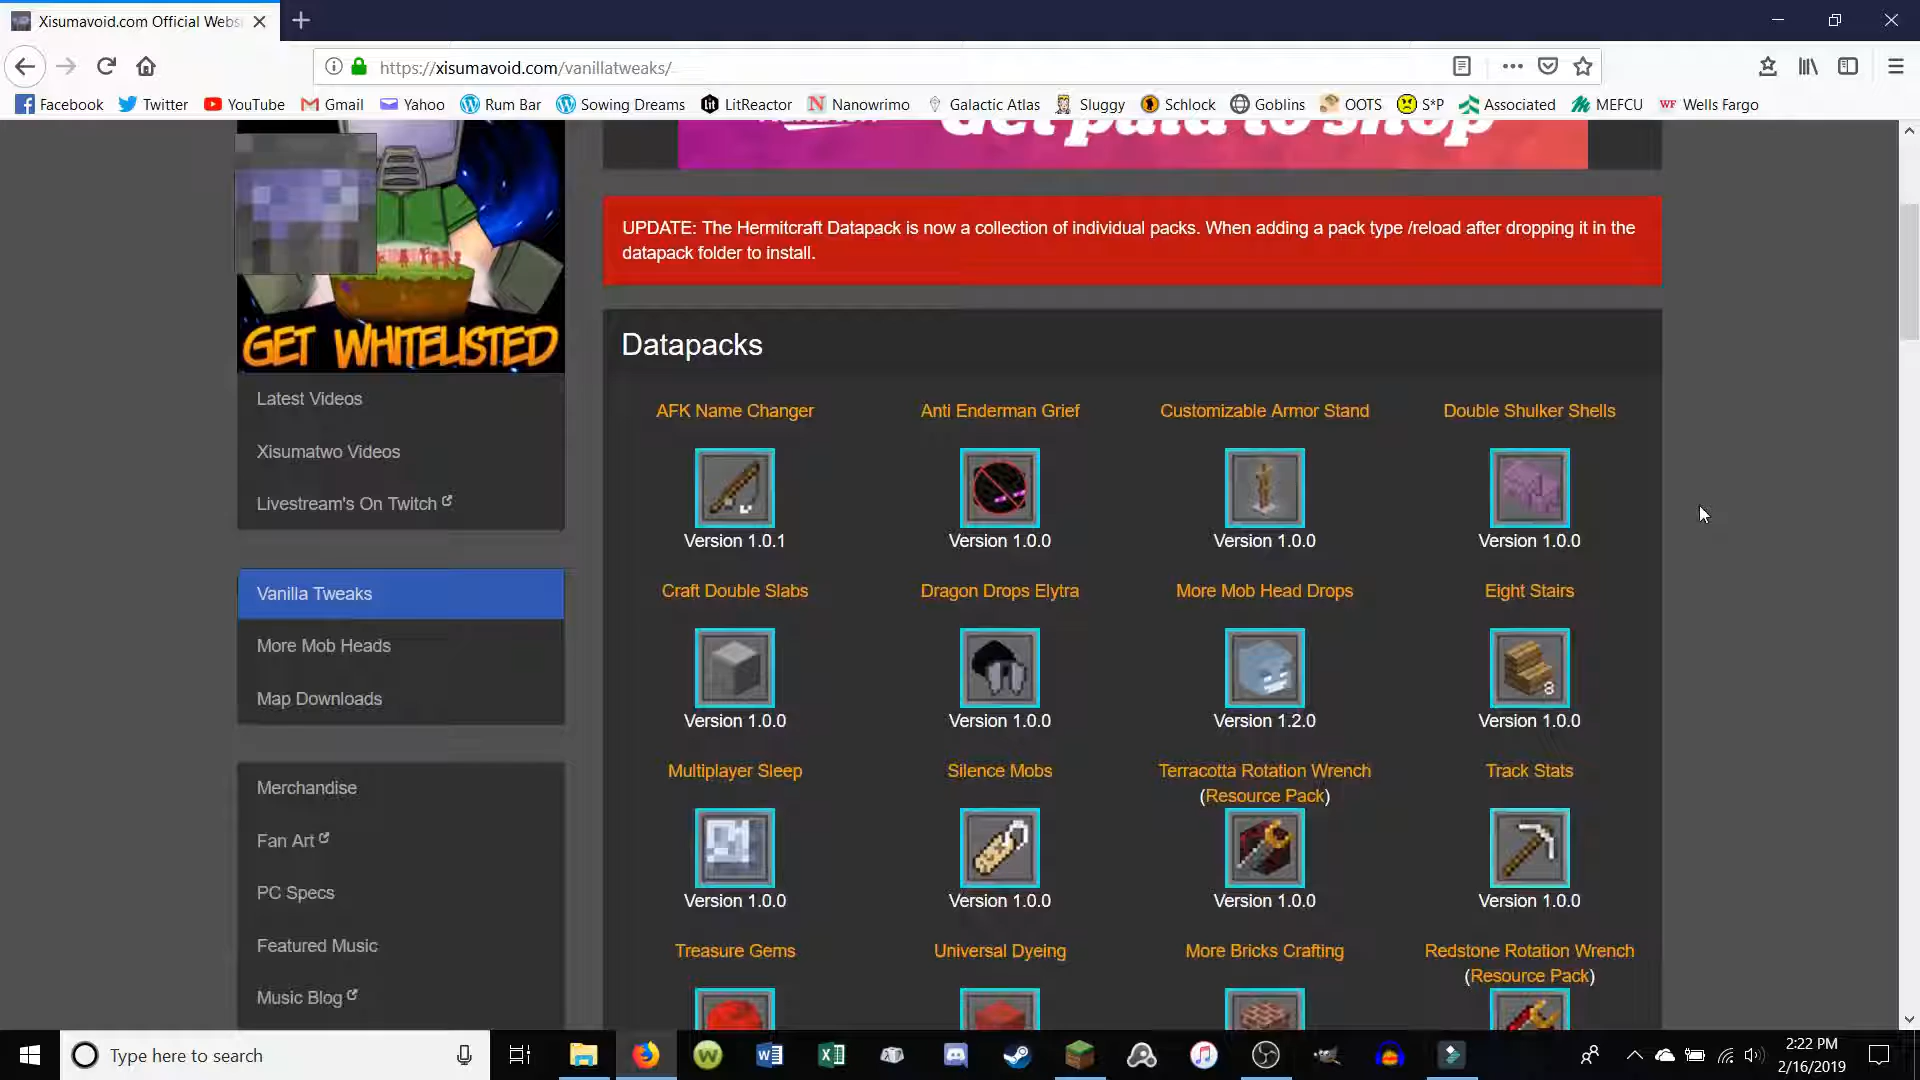 Xisumavoid.com Official Webs
https://xisumavoid.com/vanillatweaks/
Facebook Twitter YouTube Gmail Yahoo Rum Bar Sowing Dreams LitReactor Nanowrimo Galactic Atlas Sluggy Schlock Goblins OOTS S*P Associated MEFCU Wells Fargo
Get paid to shop
UPDATE: The Hermitcraft Datapack is now a collection of individual packs. When adding a pack type /reload after dropping it in the
datapack folder to install.
GET WHITELISTED
Latest Videos
Xisumatwo Videos
Livestream's On Twitch
Vanilla Tweaks
More Mob Heads
Map Downloads
Merchandise
Fan Art
PC Specs
Featured Music
Music Blog
Datapacks
AFK Name Changer Anti Enderman Grief Customizable Armor Stand Double Shulker Shells
Version 1.0.1 Version 1.0.0 Version 1.0.0 Version 1.0.0
Craft Double Slabs Dragon Drops Elytra More Mob Head Drops Eight Stairs
8
Version 1.0.0 Version 1.0.0 Version 1.2.0 Version 1.0.0
Multiplayer Sleep Silence Mobs Terracotta Rotation Wrench Track Stats
(Resource Pack)
Version 1.0.0 Version 1.0.0 Version 1.0.0 Version 1.0.0
Treasure Gems Universal Dyeing More Bricks Crafting Redstone Rotation Wrench
(Resource Pack)
Type here to search
2:22 PM
2/16/2019